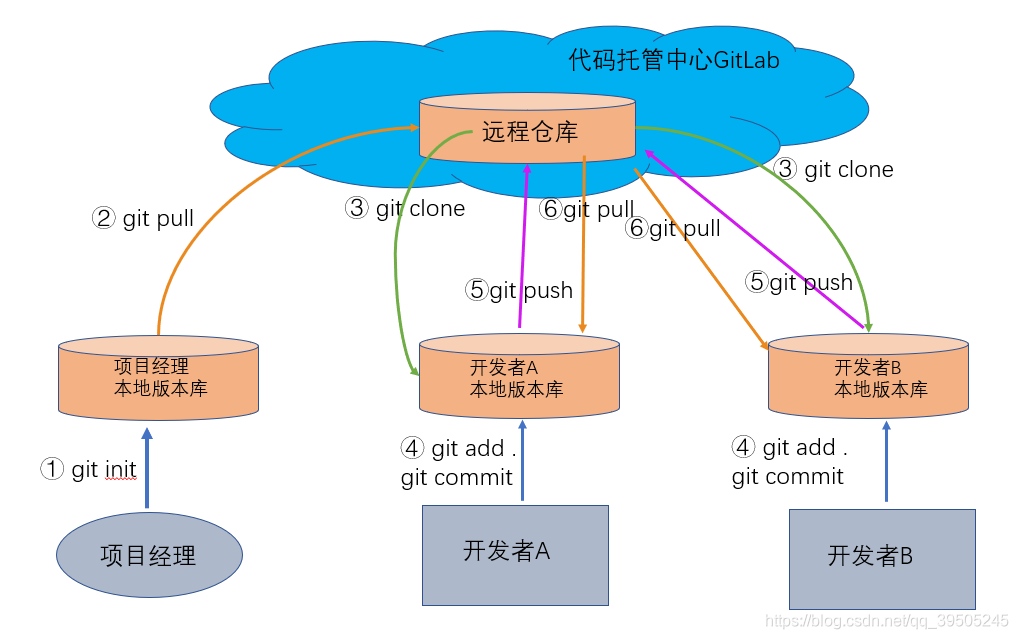 代码托管中心GitLab
远程仓库
② git pull
③ git clone
⑥git pull
⑥git pull
③ git clone
⑤git push
⑤git push
项目经理
本地版本库
开发者A
本地版本库
开发者B
本地版本库
① git init
④ git add .
git commit
④ git add .
git commit
项目经理
开发者A
开发者B
https://blog.csdn.net/qq_39505245